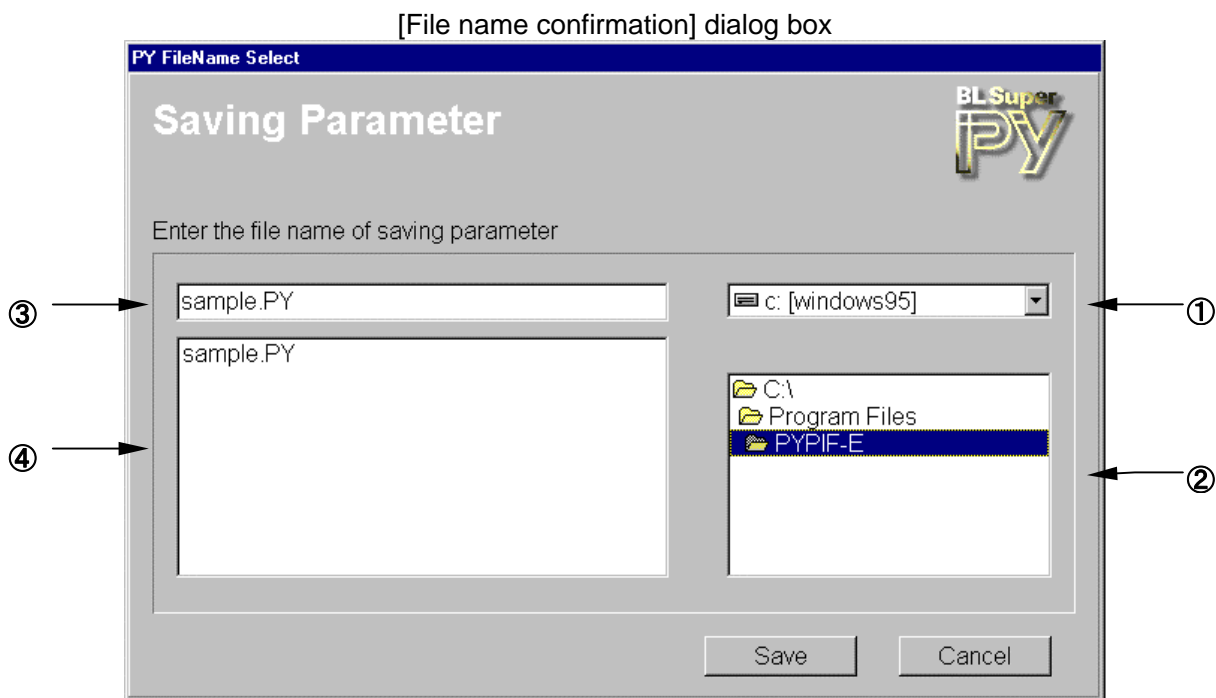 [File name confirmation] dialog box
PY FileName Select
Saving Parameter
BL Super
PY
Enter the file name of saving parameter
③
sample.PY
c: [windows95]
①
sample.PY
C:\
Program Files
PYPIF-E
④
②
Save
Cancel